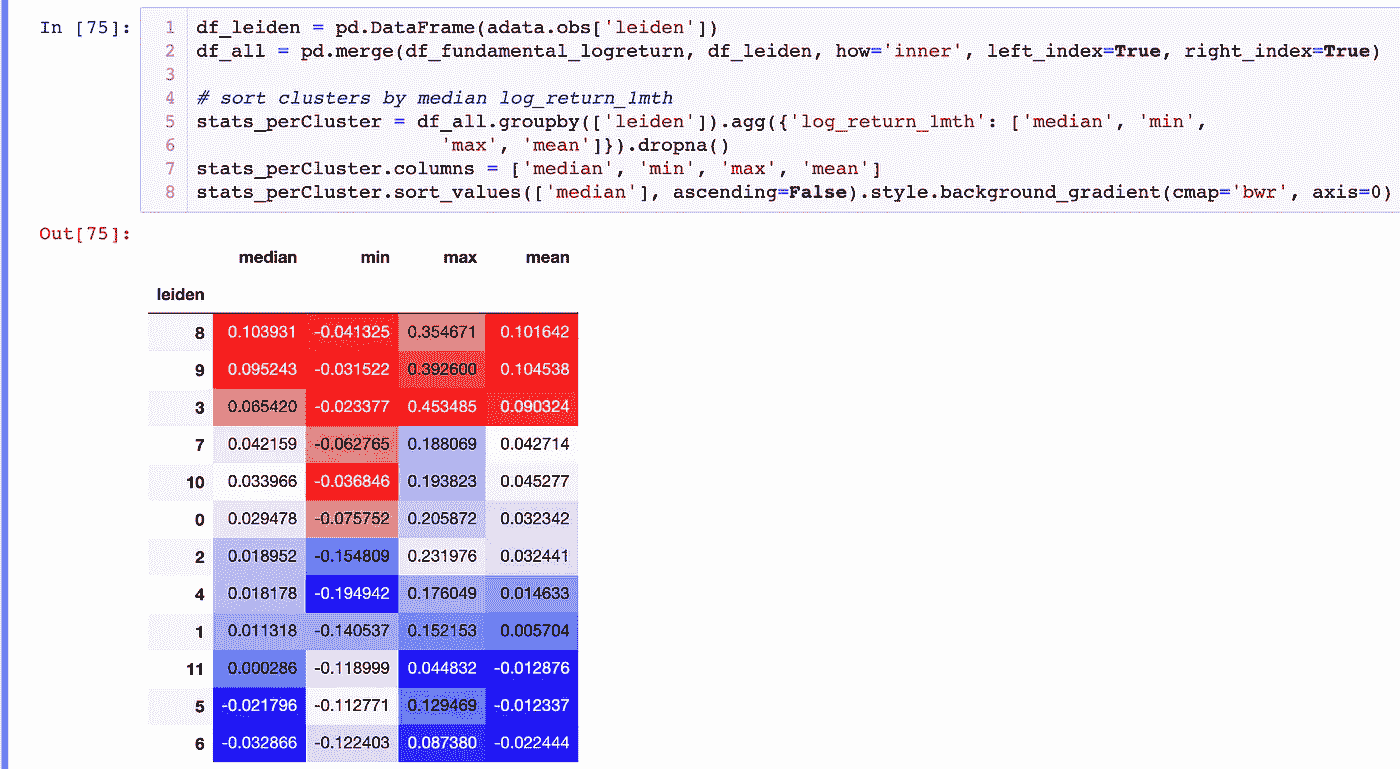 In [75]:
1 df_leiden = pd.DataFrame(adata.obs['leiden'])
2 df_all = pd.merge(df_fundamental_logreturn, df_leiden, how='inner', left_index=True, right_index=True)
3
4 # sort clusters by median log_return_1mth
5 stats_perCluster = df_all.groupby(['leiden']).agg({'log_return_1mth': ['median', 'min',
6 'max', 'mean']}).dropna()
7 stats_perCluster.columns = ['median', 'min', 'max', 'mean']
8 stats_perCluster.sort_values(['median'], ascending=False).style.background_gradient(cmap='bwr', axis=0)
Out[75]:
median min max mean
leiden
8 0.103931 -0.041325 0.354671 0.101642
9 0.095243 -0.031522 0.392600 0.104538
3 0.065420 -0.023377 0.453485 0.090324
7 0.042159 -0.062765 0.188069 0.042714
10 0.033966 -0.036846 0.193823 0.045277
0 0.029478 -0.075752 0.205872 0.032342
2 0.018952 -0.154809 0.231976 0.032441
4 0.018178 -0.194942 0.176049 0.014633
1 0.011318 -0.140537 0.152153 0.005704
11 0.000286 -0.118999 0.044832 -0.012876
5 -0.021796 -0.112771 0.129469 -0.012337
6 -0.032866 -0.122403 0.087380 -0.022444